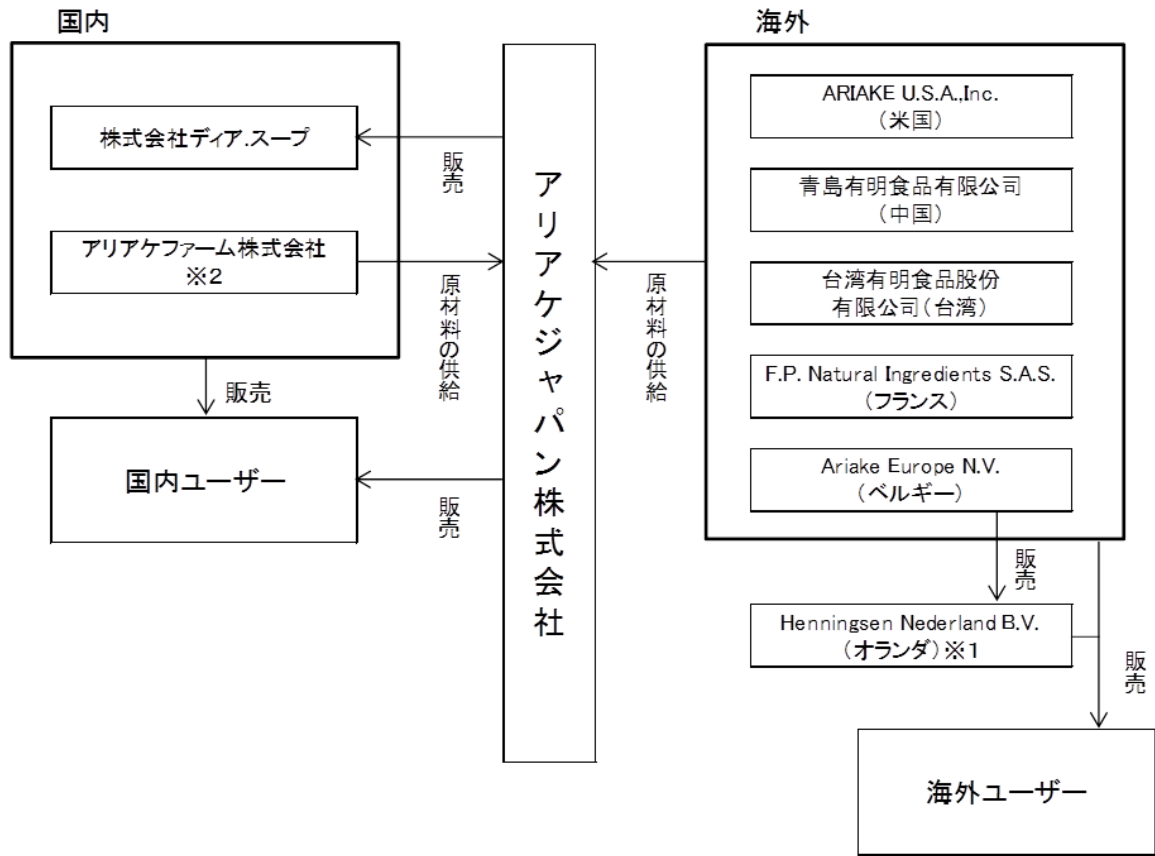 国内
株式会社ディア.スープ
アリアケファーム株式会社
※2
販売
国内ユーザー
販売
原材料の供給
販売
アリアケジャパン株式会社
原材料の供給
海外
ARIAKE U.S.A.,Inc.
(米国)
青島有明食品有限公司
(中国)
台湾有明食品股份
有限公司(台湾)
F.P. Natural Ingredients S.A.S.
(フランス)
Ariake Europe N.V.
(ベルギー)
販売
Henningsen Nederland B.V.
(オランダ)※1
販売
海外ユーザー